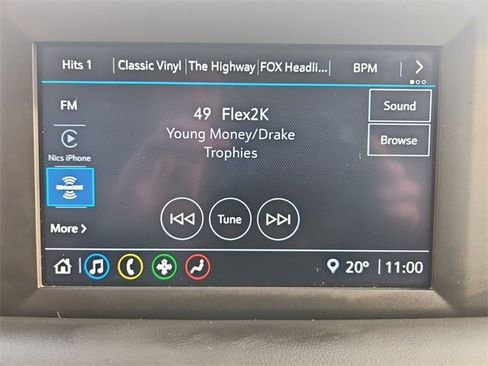 Hits 1 Classic Vinyl The Highway FOX Headli... BPM >
FM
49 Flex2K
Sound
Young Money/Drake
Browse
Trophies
Nics iPhone
More >
Tune
20° 11:00